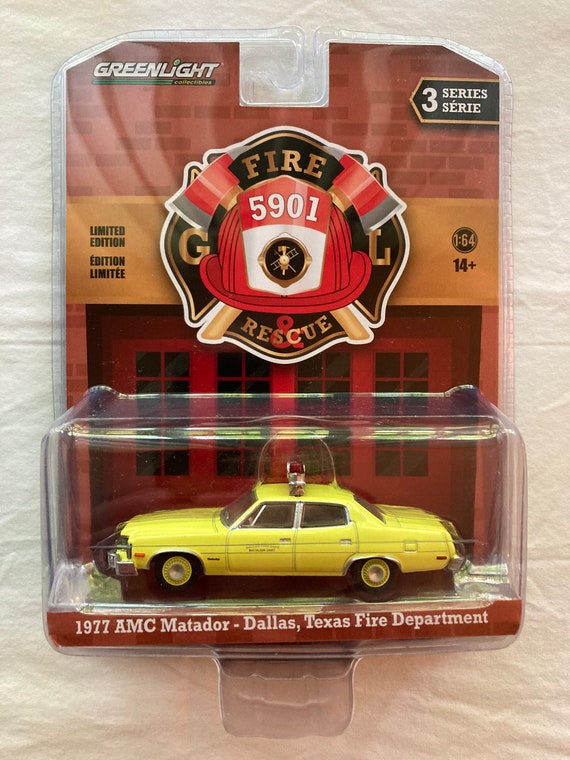 GREENLIGHT
collectibles
3 SERIES
SÉRIE
FIRE
5901
G L
&
RESCUE
LIMITED
EDITION
ÉDITION
LIMITÉE
1:64
14+
1977 AMC Matador - Dallas, Texas Fire Department